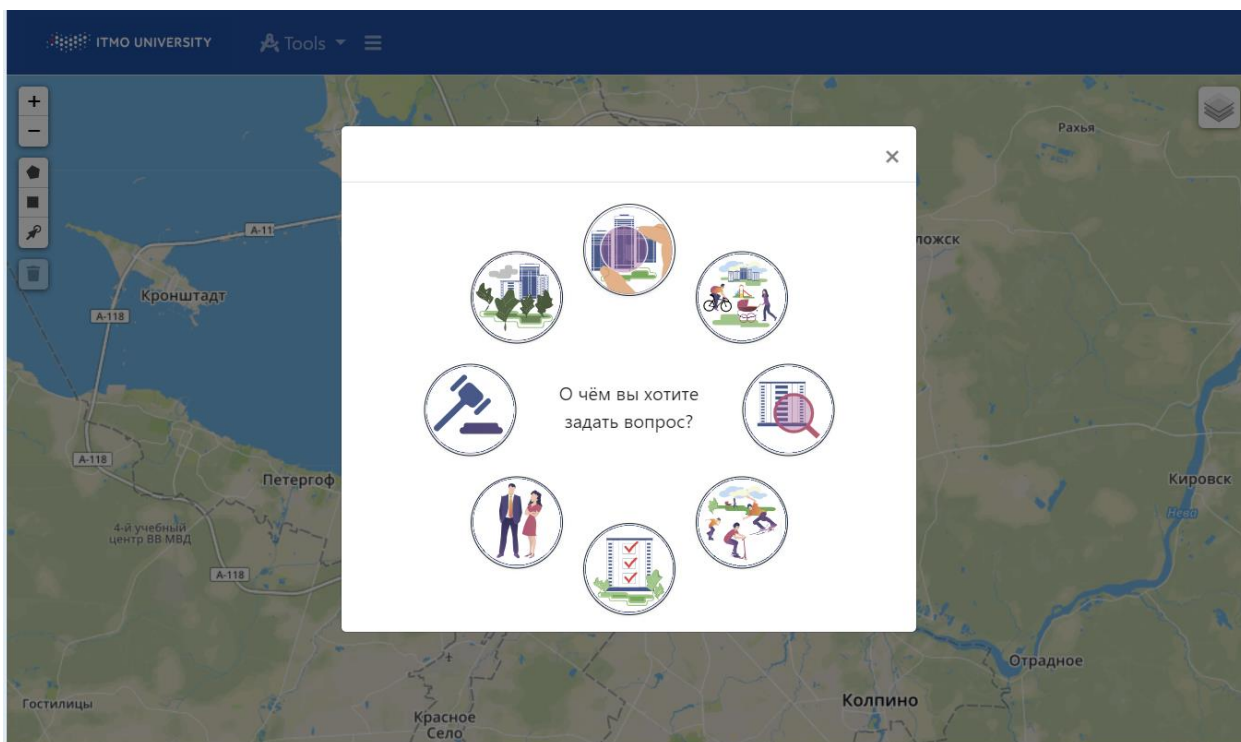 ITMO UNIVERSITY
Tools
+
−
Рахья
ложск
A-11
Кронштадт
A-118
×
О чём вы хотите
задать вопрос?
A-118
Петергоф
Кировск
Нева
4-й учебный
центр ВВ МВД
A-118
Отрадное
Гостилицы
Колпино
Красное
Село